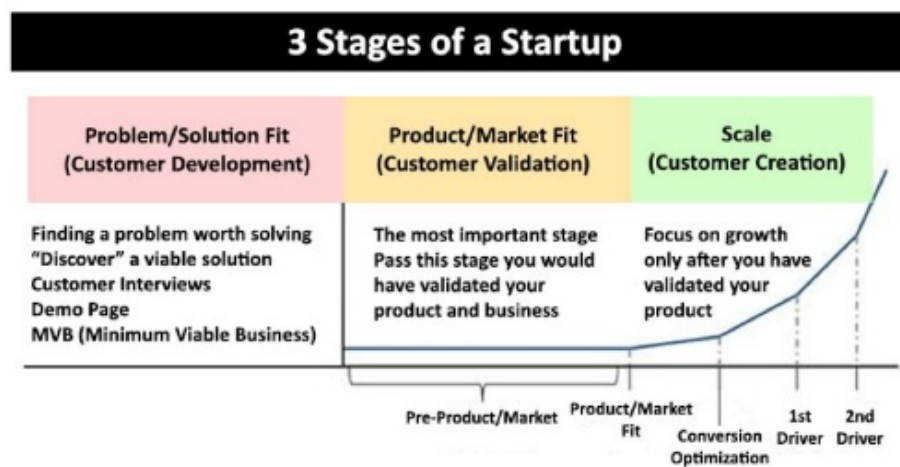 3 Stages of a Startup
Problem/Solution Fit
(Customer Development)
Product/Market Fit
(Customer Validation)
Scale
(Customer Creation)
Finding a problem worth solving
“Discover” a viable solution
Customer Interviews
Demo Page
MVB (Minimum Viable Business)
The most important stage
Pass this stage you would
have validated your
product and business
Focus on growth
only after you have
validated your
product
Pre-Product/Market
Product/Market
Fit
Conversion
Optimization
1st
Driver
2nd
Driver